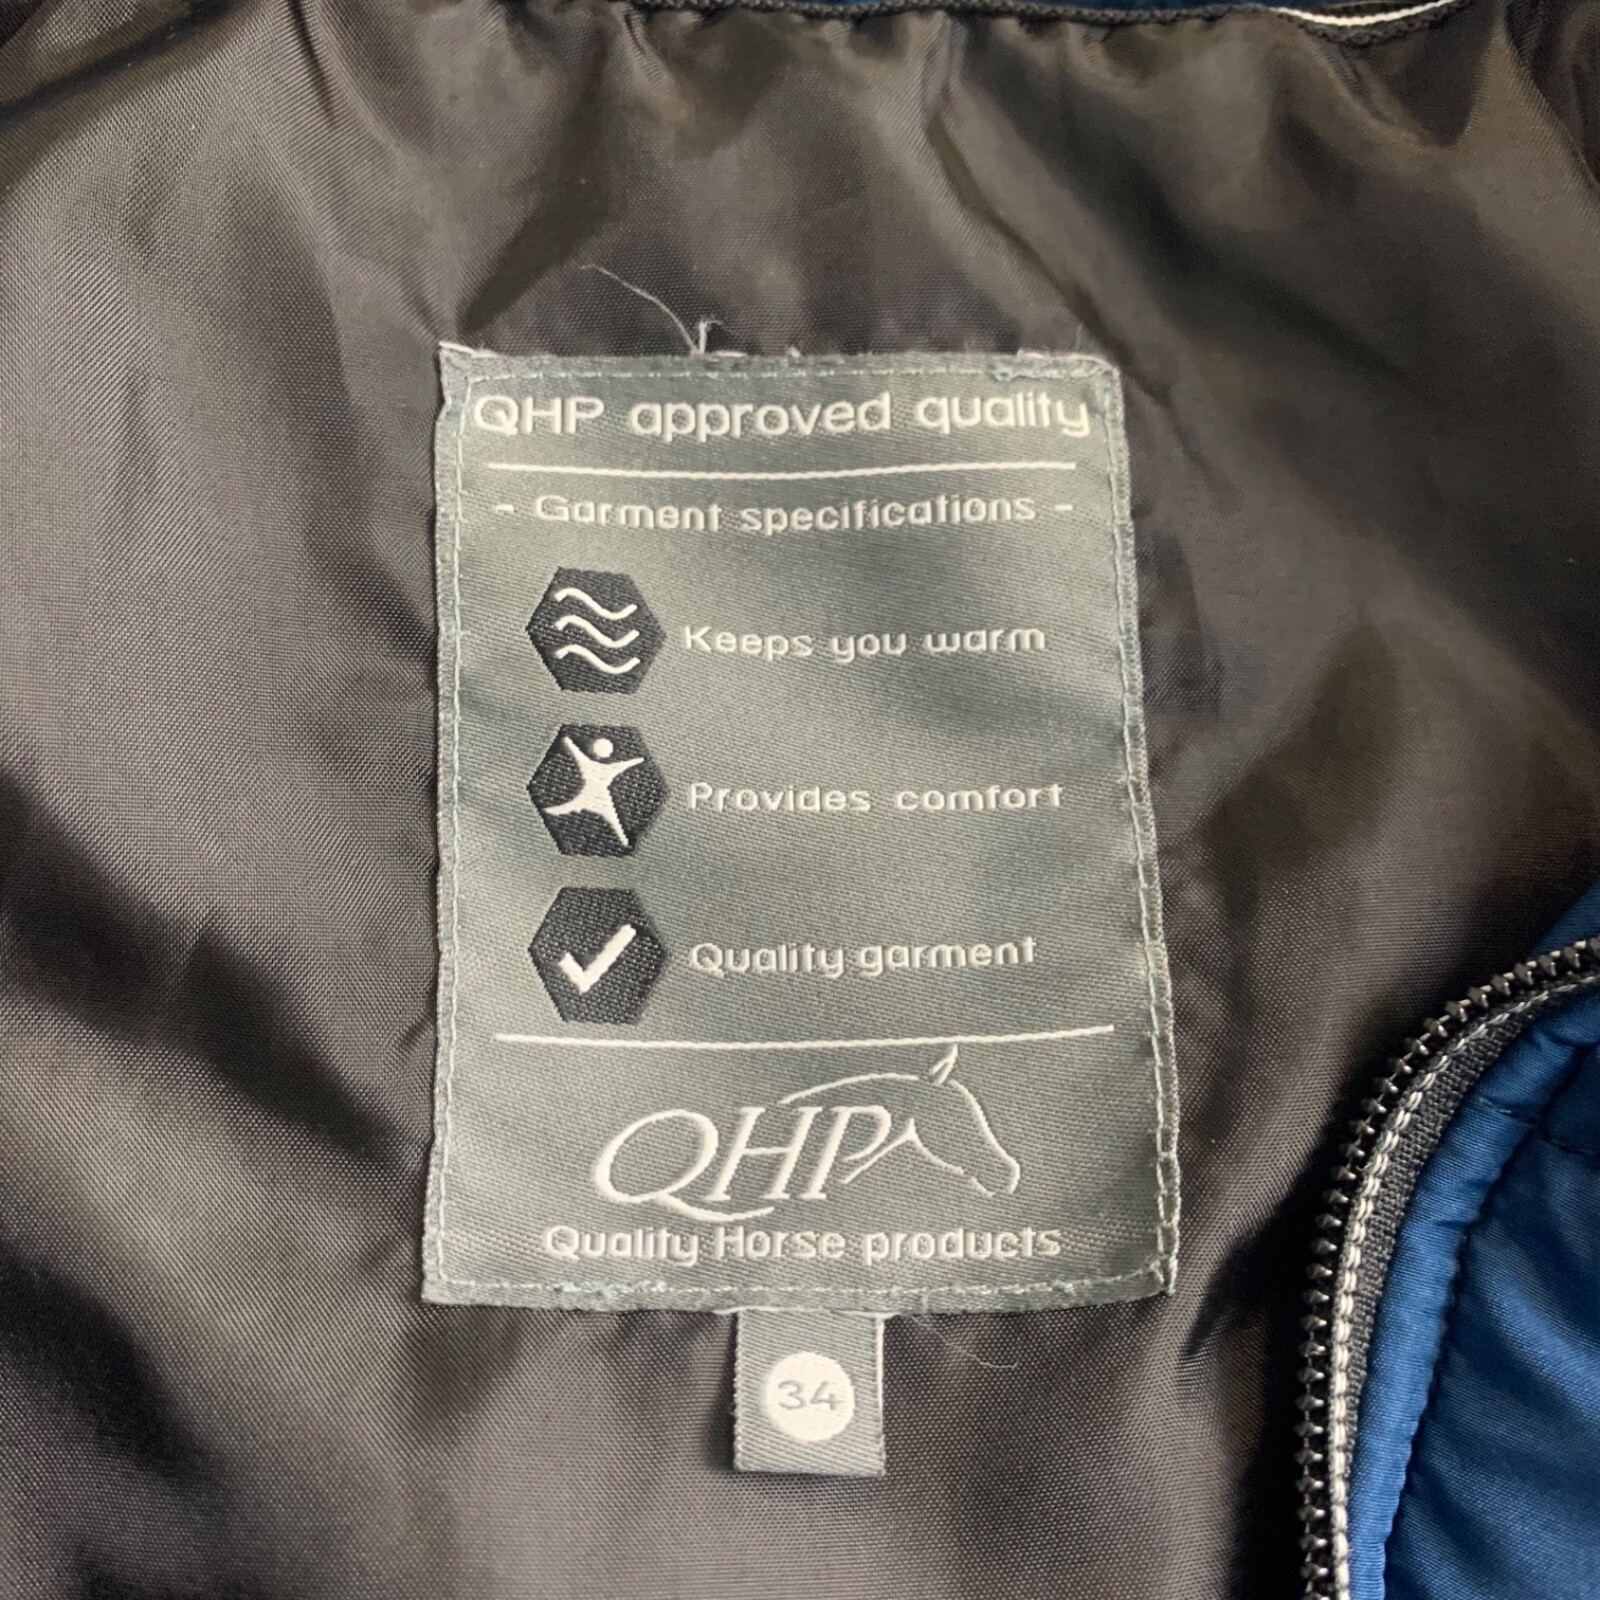 QHP approved quality
- Garment specifications -
Keeps you warm
Provides comfort
Quality garment
QHP
Quality Horse products
34